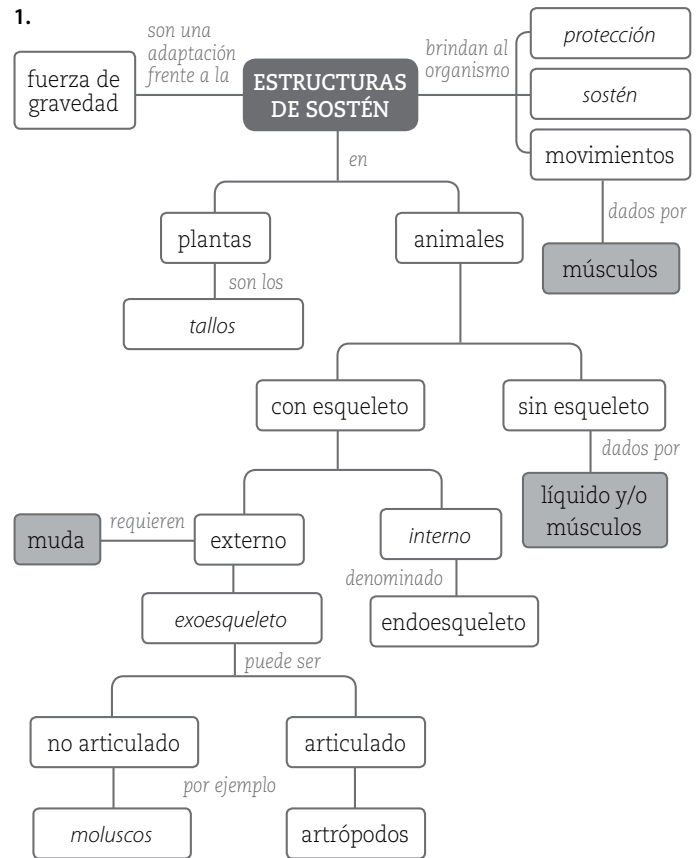 1.
son una
adaptación
frente a la
fuerza de
gravedad
ESTRUCTURAS
DE SOSTÉN
brindan al
organismo
protección
sostén
movimientos
dados por
músculos
en
plantas
animales
son los
tallos
con esqueleto
sin esqueleto
dados por
líquido y/o
músculos
muda
requieren
externo
interno
denominado
exoesqueleto
endoesqueleto
puede ser
no articulado
articulado
por ejemplo
moluscos
artrópodos